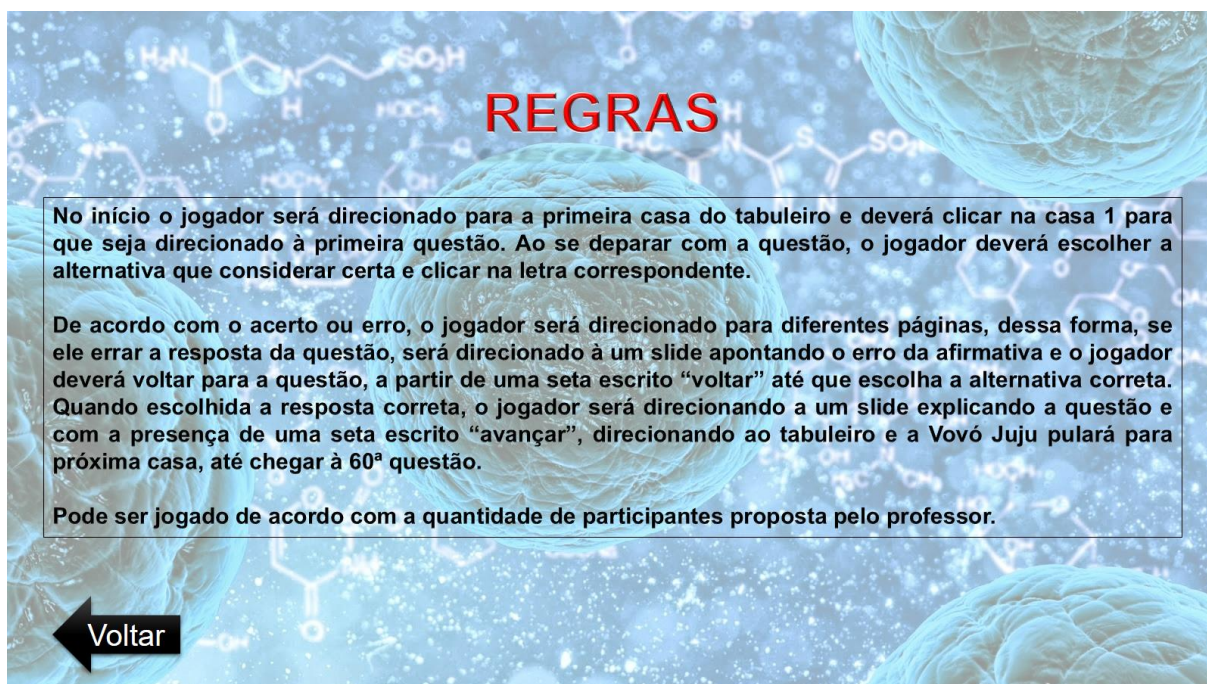 REGRAS
No início o jogador será direcionado para a primeira casa do tabuleiro e deverá clicar na casa 1 para
que seja direcionado à primeira questão. Ao se deparar com a questão, o jogador deverá escolher a
alternativa que considerar certa e clicar na letra correspondente.
De acordo com o acerto ou erro, o jogador será direcionado para diferentes páginas, dessa forma, se
ele errar a resposta da questão, será direcionado à um slide apontando o erro da afirmativa e o jogador
deverá voltar para a questão, a partir de uma seta escrito “voltar” até que escolha a alternativa correta.
Quando escolhida a resposta correta, o jogador será direcionando a um slide explicando a questão e
com a presença de uma seta escrito “avançar”, direcionando ao tabuleiro e a Vovó Juju pulará para
próxima casa, até chegar à 60ª questão.
Pode ser jogado de acordo com a quantidade de participantes proposta pelo professor.
Voltar